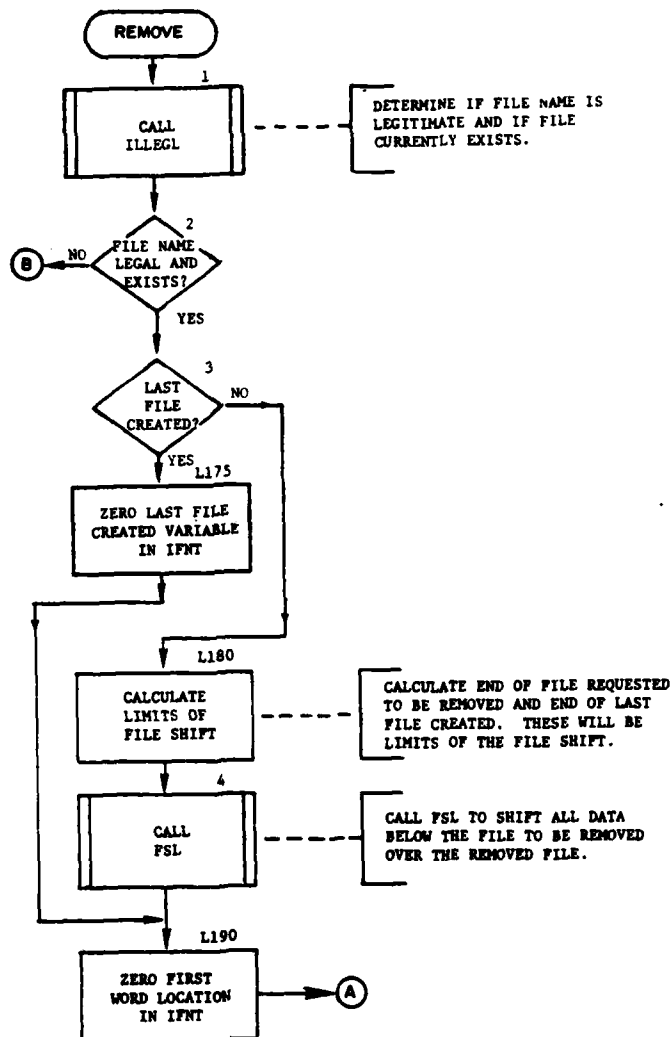 REMOVE
1
CALL
ILLEGL
DETERMINE IF FILE NAME IS
LEGITIMATE AND IF FILE
CURRENTLY EXISTS.
2
FILE NAME
LEGAL AND
EXISTS?
NO
B
YES
3
LAST
FILE
CREATED?
NO
YES
L175
ZERO LAST FILE
CREATED VARIABLE
IN IFNT
L180
CALCULATE
LIMITS OF
FILE SHIFT
CALCULATE END OF FILE REQUESTED
TO BE REMOVED AND END OF LAST
FILE CREATED. THESE WILL BE
LIMITS OF THE FILE SHIFT.
4
CALL
FSL
CALL FSL TO SHIFT ALL DATA
BELOW THE FILE TO BE REMOVED
OVER THE REMOVED FILE.
L190
ZERO FIRST
WORD LOCATION
IN IFNT
A